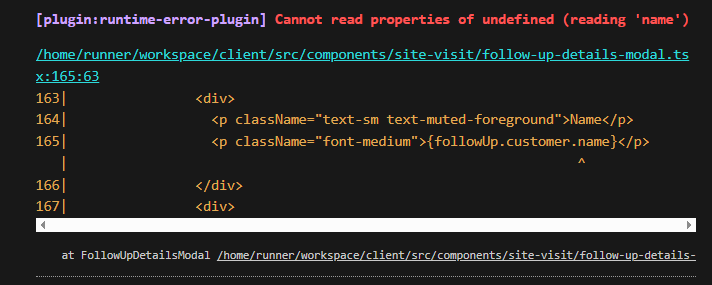 [plugin:runtime-error-plugin] Cannot read properties of undefined (reading 'name')
/home/runner/workspace/client/src/components/site-visit/follow-up-details-modal.ts
x:165:63
163|                <div>
164|                  <p className="text-sm text-muted-foreground">Name</p>
165|                  <p className="font-medium">{followUp.customer.name}</p>
   |                                                                 ^
166|                </div>
167|                <div>
at FollowUpDetailsModal /home/runner/workspace/client/src/components/site-visit/follow-up-details-